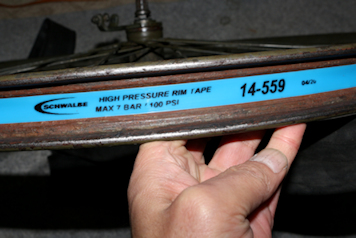 SCHWALBE
HIGH PRESSURE RIM TAPE
MAX 7 BAR / 100 PSI
14-559